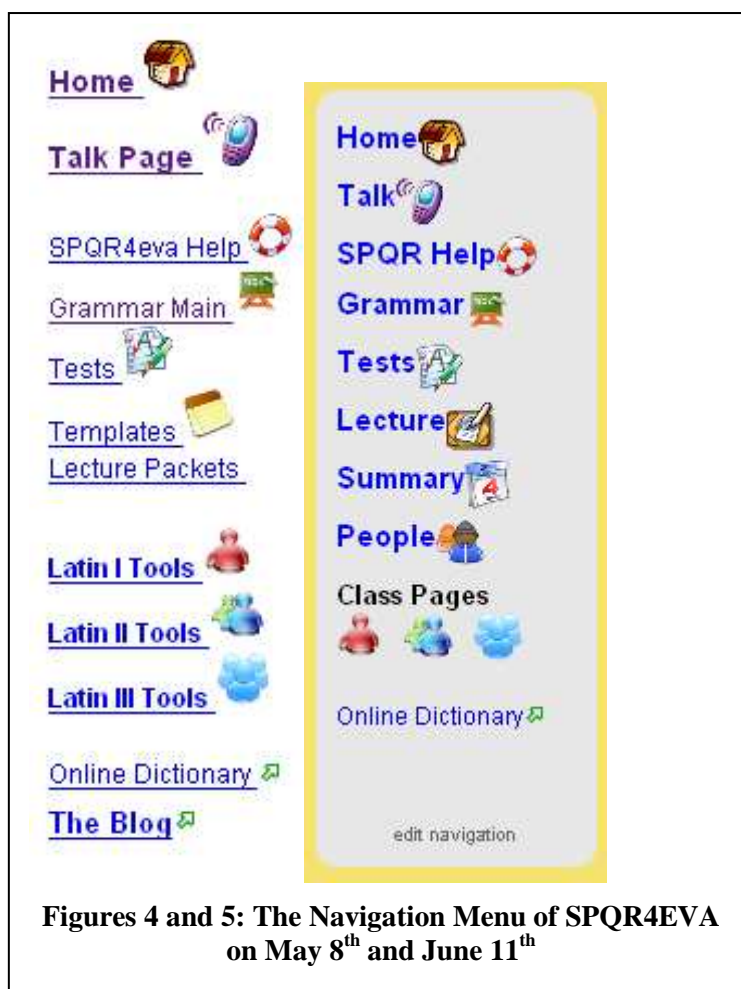 Home
Talk Page
SPQR4eva Help
Grammar Main
Tests
Templates
Lecture Packets
Latin I Tools
Latin II Tools
Latin III Tools
Online Dictionary
The Blog
Home
Talk
SPQR Help
Grammar
Tests
Lecture
Summary
People
Class Pages
Online Dictionary
edit navigation
Figures 4 and 5: The Navigation Menu of SPQR4EVA
on May 8th and June 11th